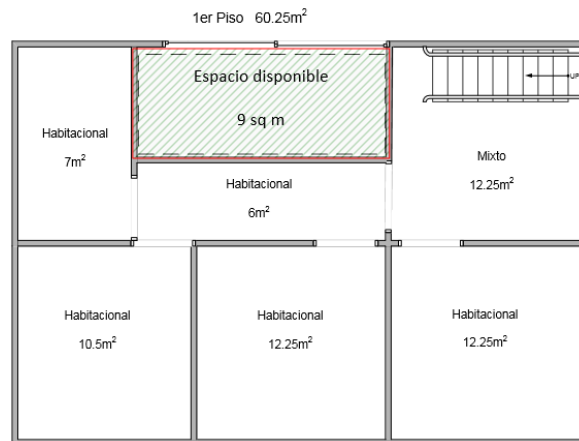 1er Piso 60.25m²
Espacio disponible
9 sq m
UP
Habitacional
7m²
Mixto
12.25m²
Habitacional
6m²
Habitacional
10.5m²
Habitacional
12.25m²
Habitacional
12.25m²